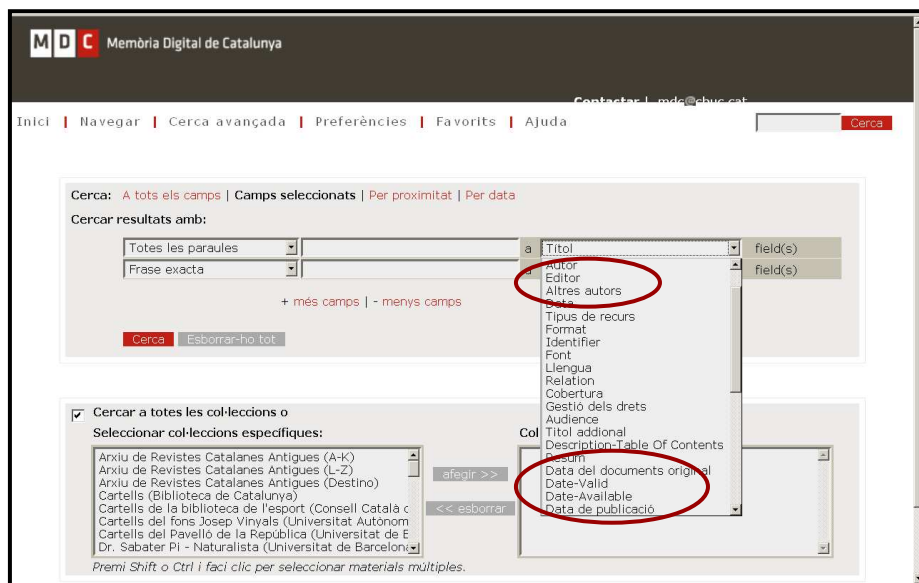 MDC Memòria Digital de Catalunya
Contactar | mdc@cbuc.cat
Inici | Navegar | Cerca avançada | Preferències | Favorits | Ajuda Cerca
Cerca: A tots els camps | Camps seleccionats | Per proximitat | Per data
Cercar resultats amb:
Totes les paraules a Títol field(s)
Frase exacta a field(s)
Autor
Editor
Altres autors
Data
Tipus de recurs
Format
Identifier
Font
Llengua
Relation
Cobertura
Gestió dels drets
Audience
Titol addional
Description-Table Of Contents
Resum
Data del documents original
Date-Valid
Date-Available
Data de publicació
+ més camps | - menys camps
Cerca Esborrar-ho tot
Cercar a totes les col·leccions o
Seleccionar col·leccions específiques: Col
Arxiu de Revistes Catalanes Antigues (A-K)
Arxiu de Revistes Catalanes Antigues (L-Z)
Arxiu de Revistes Catalanes Antigues (Destino)
Cartells (Biblioteca de Catalunya)
Cartells de la biblioteca de l'esport (Consell Català d
Cartells del fons Josep Vinyals (Universitat Autònom
Cartells del Pavelló de la República (Universitat de B
Dr. Sabater Pi - Naturalista (Universitat de Barcelona
afegir >>
<< esborrar
Premi Shift o Ctrl i faci clic per seleccionar materials múltiples.